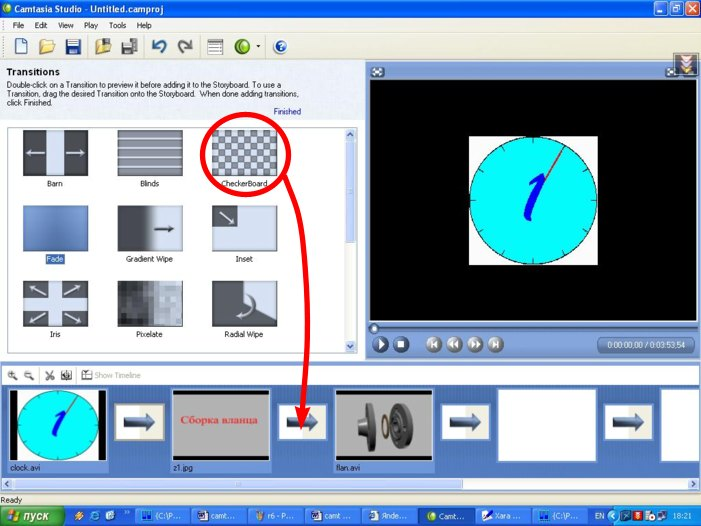 Camtasia Studio - Untitled.camproj
File Edit View Play Tools Help
Transitions
Double-click on a Transition to preview it before adding it to the Storyboard. To use a
Transition, drag the desired Transition onto the Storyboard. When done adding transitions,
click Finished.
Finished
Barn Blinds CheckerBoard
Fade Gradient Wipe Inset
Iris Pixelate Radial Wipe
1
0:00:00,00 / 0:03:53,54
Show Timeline
1
Сборка вланца
clock.avi z1.jpg flan.avi
Ready
пуск {C:\P... camt... r6 - P... camt ... Янде... Camt... Xara ... {C:\P... EN 18:21